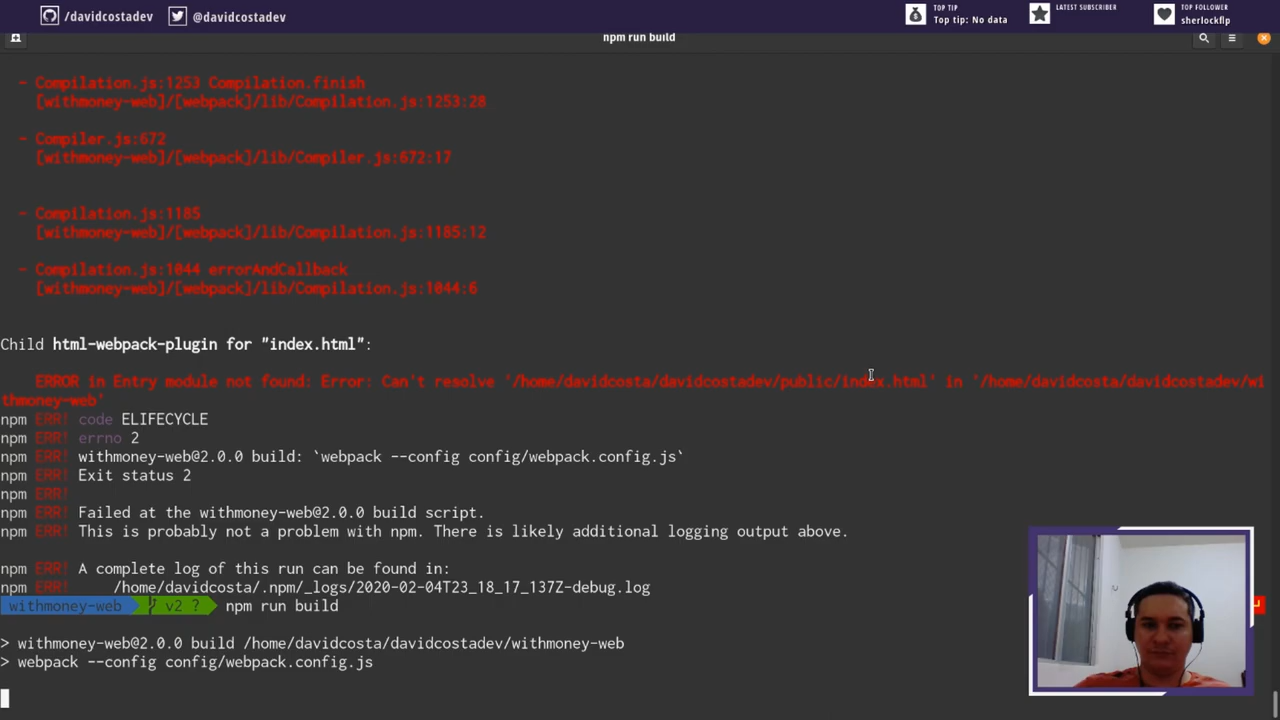 /davidcostadev
@davidcostadev
TOP TIP
Top tip: No data
LATEST SUBSCRIBER
TOP FOLLOWER
sherlockflp
npm run build
- Compilation.js:1253 Compilation.finish
[withmoney-web]/[webpack]/lib/Compilation.js:1253:28
- Compiler.js:672
[withmoney-web]/[webpack]/lib/Compiler.js:672:17
- Compilation.js:1185
[withmoney-web]/[webpack]/lib/Compilation.js:1185:12
- Compilation.js:1044 errorAndCallback
[withmoney-web]/[webpack]/lib/Compilation.js:1044:6
Child html-webpack-plugin for "index.html":
ERROR in Entry module not found: Error: Can't resolve '/home/davidcosta/davidcostadev/public/index.html' in '/home/davidcosta/davidcostadev/wi
thmoney-web'
npm ERR! code ELIFECYCLE
npm ERR! errno 2
npm ERR! withmoney-web@2.0.0 build: `webpack --config config/webpack.config.js`
npm ERR! Exit status 2
npm ERR!
npm ERR! Failed at the withmoney-web@2.0.0 build script.
npm ERR! This is probably not a problem with npm. There is likely additional logging output above.
npm ERR! A complete log of this run can be found in:
npm ERR!     /home/davidcosta/.npm/_logs/2020-02-04T23_18_17_137Z-debug.log
withmoney-web v2 ? npm run build
> withmoney-web@2.0.0 build /home/davidcosta/davidcostadev/withmoney-web
> webpack --config config/webpack.config.js